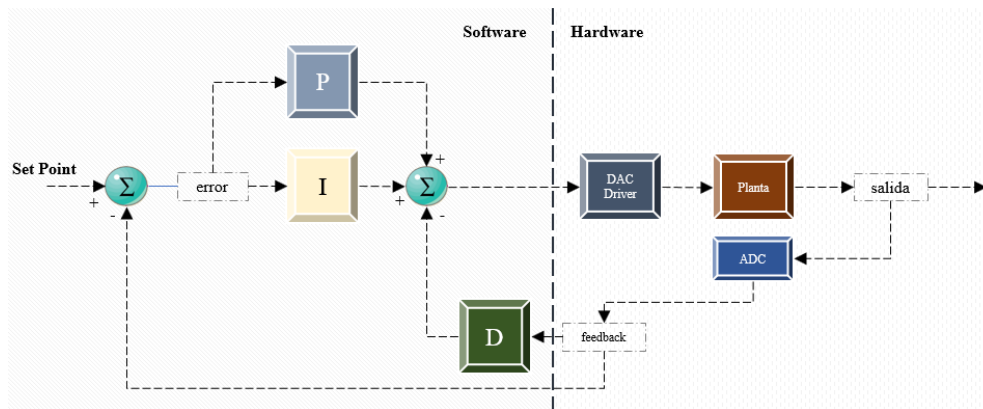 Software
Hardware
P
+
Set Point
Σ
error
I
Σ
+
+
-
-
+
DAC
Driver
Planta
salida
ADC
D
feedback